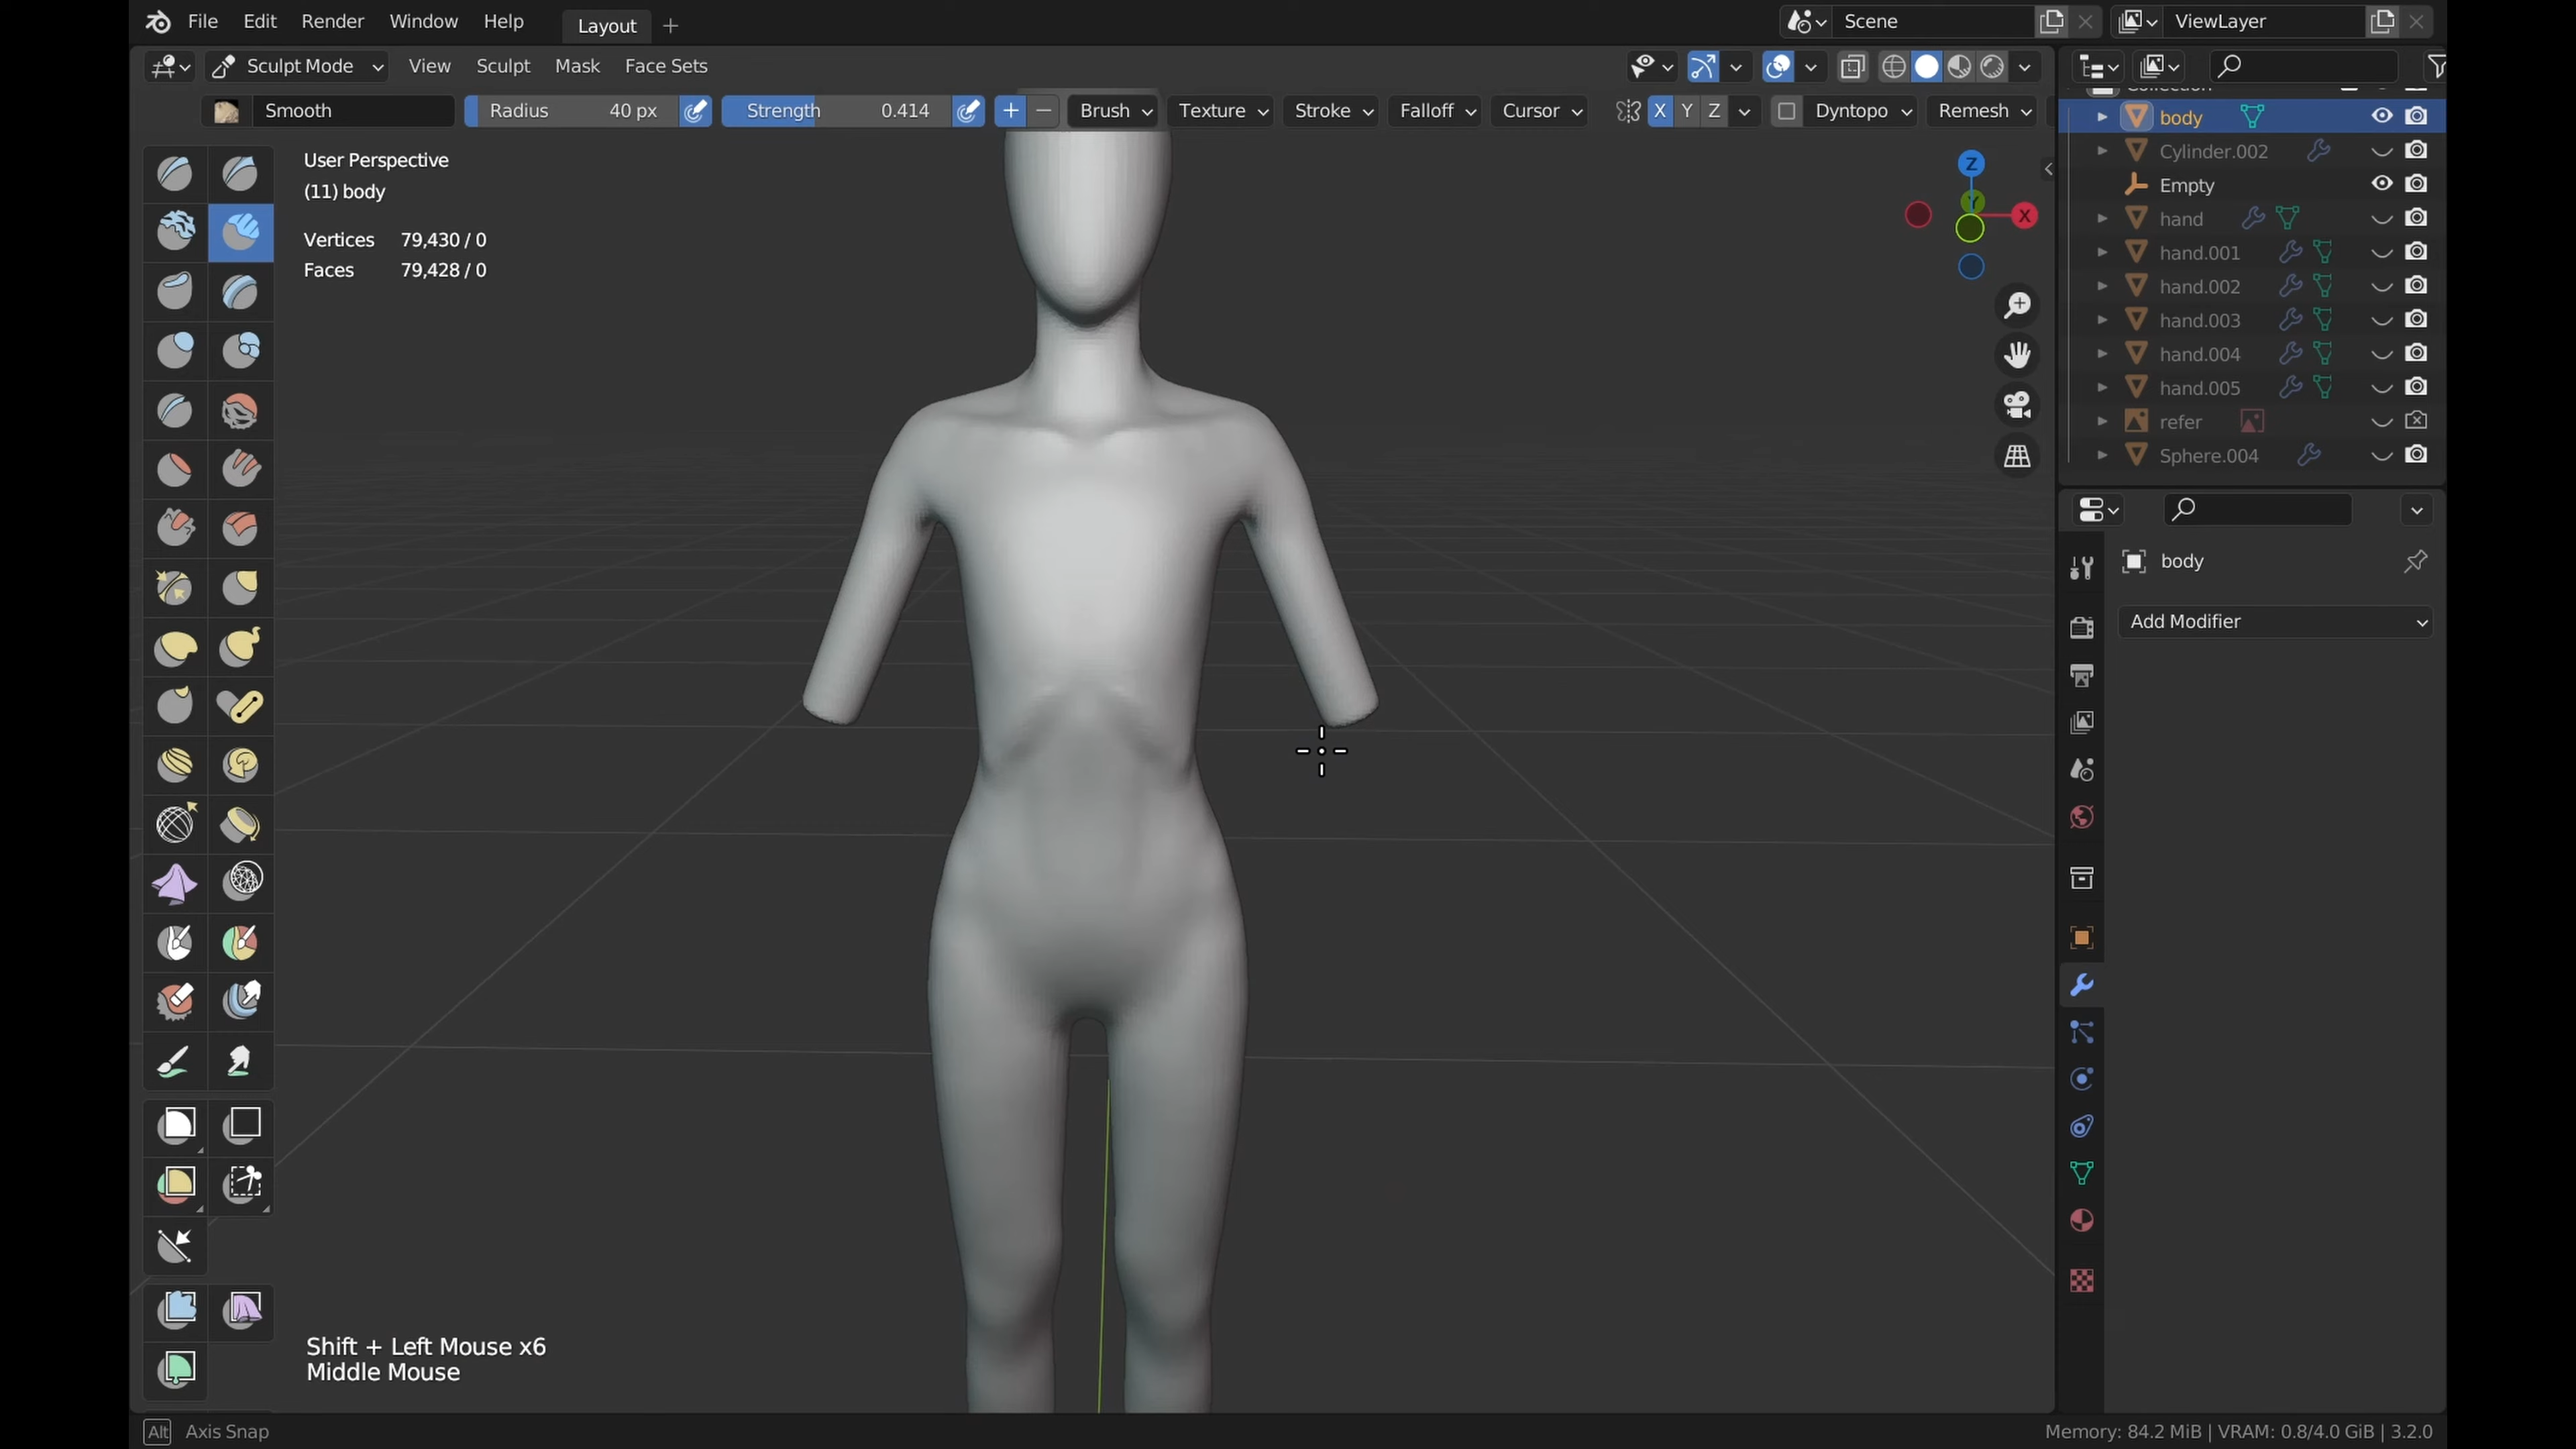 File Edit Render Window Help Layout Scene ViewLayer
Sculpt Mode View Sculpt Mask Face Sets
Smooth Radius 40 px Strength 0.414 Brush Texture Stroke Falloff Cursor X Y Z Dyntopo Remesh
User Perspective
(11) body
Vertices 79,430 / 0
Faces 79,428 / 0
Z
Y
X
Collection
body
Cylinder.002
Empty
hand
hand.001
hand.002
hand.003
hand.004
hand.005
refer
Sphere.004
body
Add Modifier
Shift + Left Mouse x6
Middle Mouse
Alt Axis Snap
Memory: 84.2 MiB | VRAM: 0.8/4.0 GiB | 3.2.0